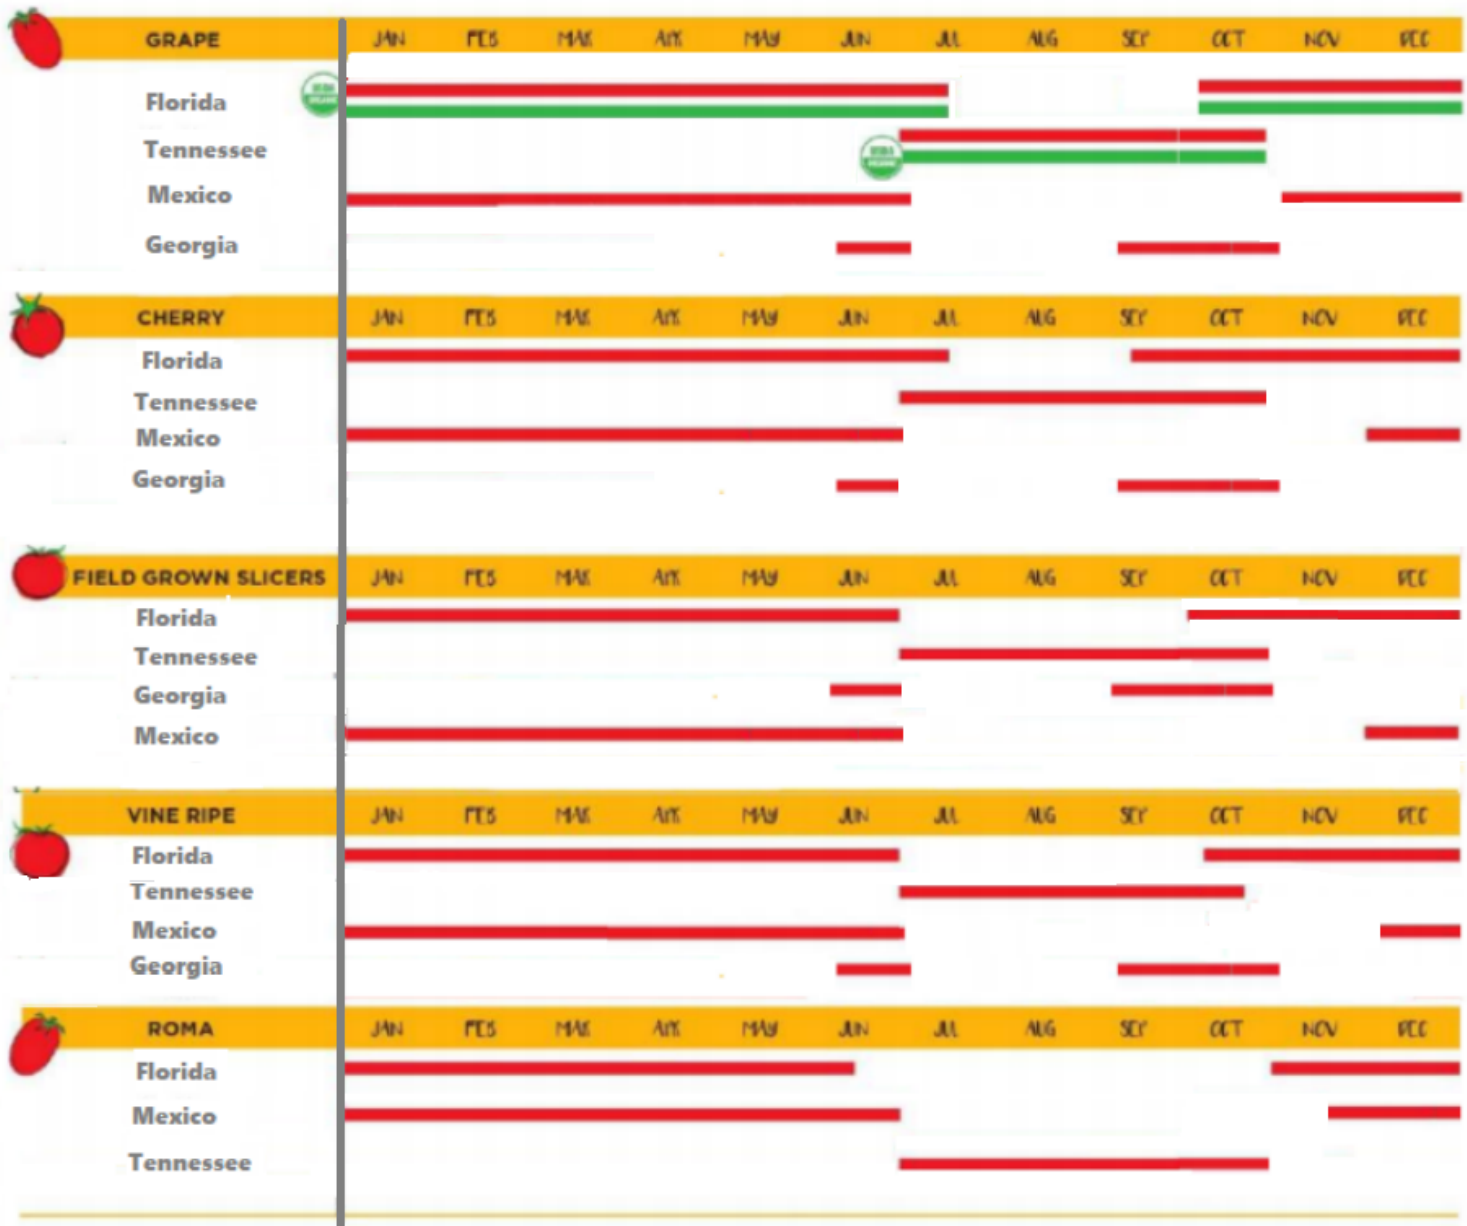 GRAPE JAN FEB MAR APR MAY JUN JUL AUG SEP OCT NOV DEC
Florida
USDA ORGANIC
Tennessee
USDA ORGANIC
Mexico
Georgia
CHERRY JAN FEB MAR APR MAY JUN JUL AUG SEP OCT NOV DEC
Florida
Tennessee
Mexico
Georgia
FIELD GROWN SLICERS JAN FEB MAR APR MAY JUN JUL AUG SEP OCT NOV DEC
Florida
Tennessee
Georgia
Mexico
VINE RIPE JAN FEB MAR APR MAY JUN JUL AUG SEP OCT NOV DEC
Florida
Tennessee
Mexico
Georgia
ROMA JAN FEB MAR APR MAY JUN JUL AUG SEP OCT NOV DEC
Florida
Mexico
Tennessee